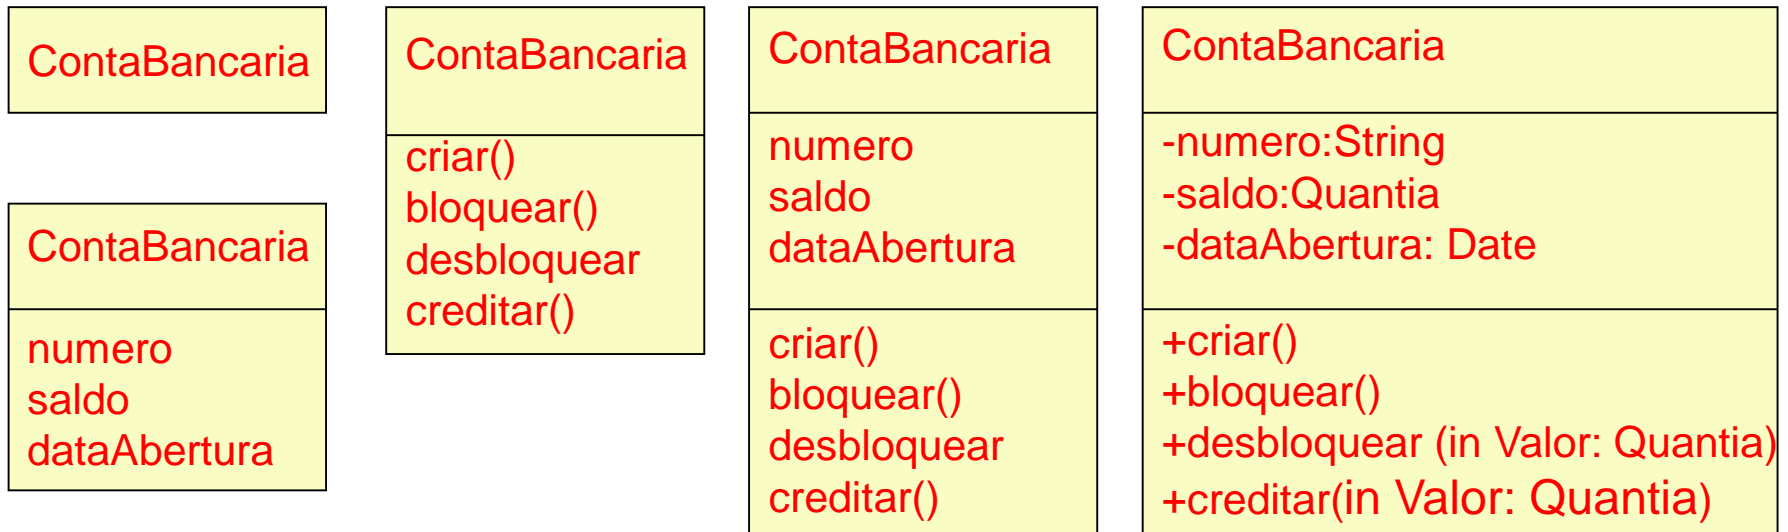 ContaBancaria
ContaBancaria
numero
saldo
dataAbertura
ContaBancaria
criar()
bloquear()
desbloquear
creditar()
ContaBancaria
numero
saldo
dataAbertura
criar()
bloquear()
desbloquear
creditar()
ContaBancaria
-numero:String
-saldo:Quantia
-dataAbertura: Date
+criar()
+bloquear()
+desbloquear (in Valor: Quantia)
+creditar(in Valor: Quantia)